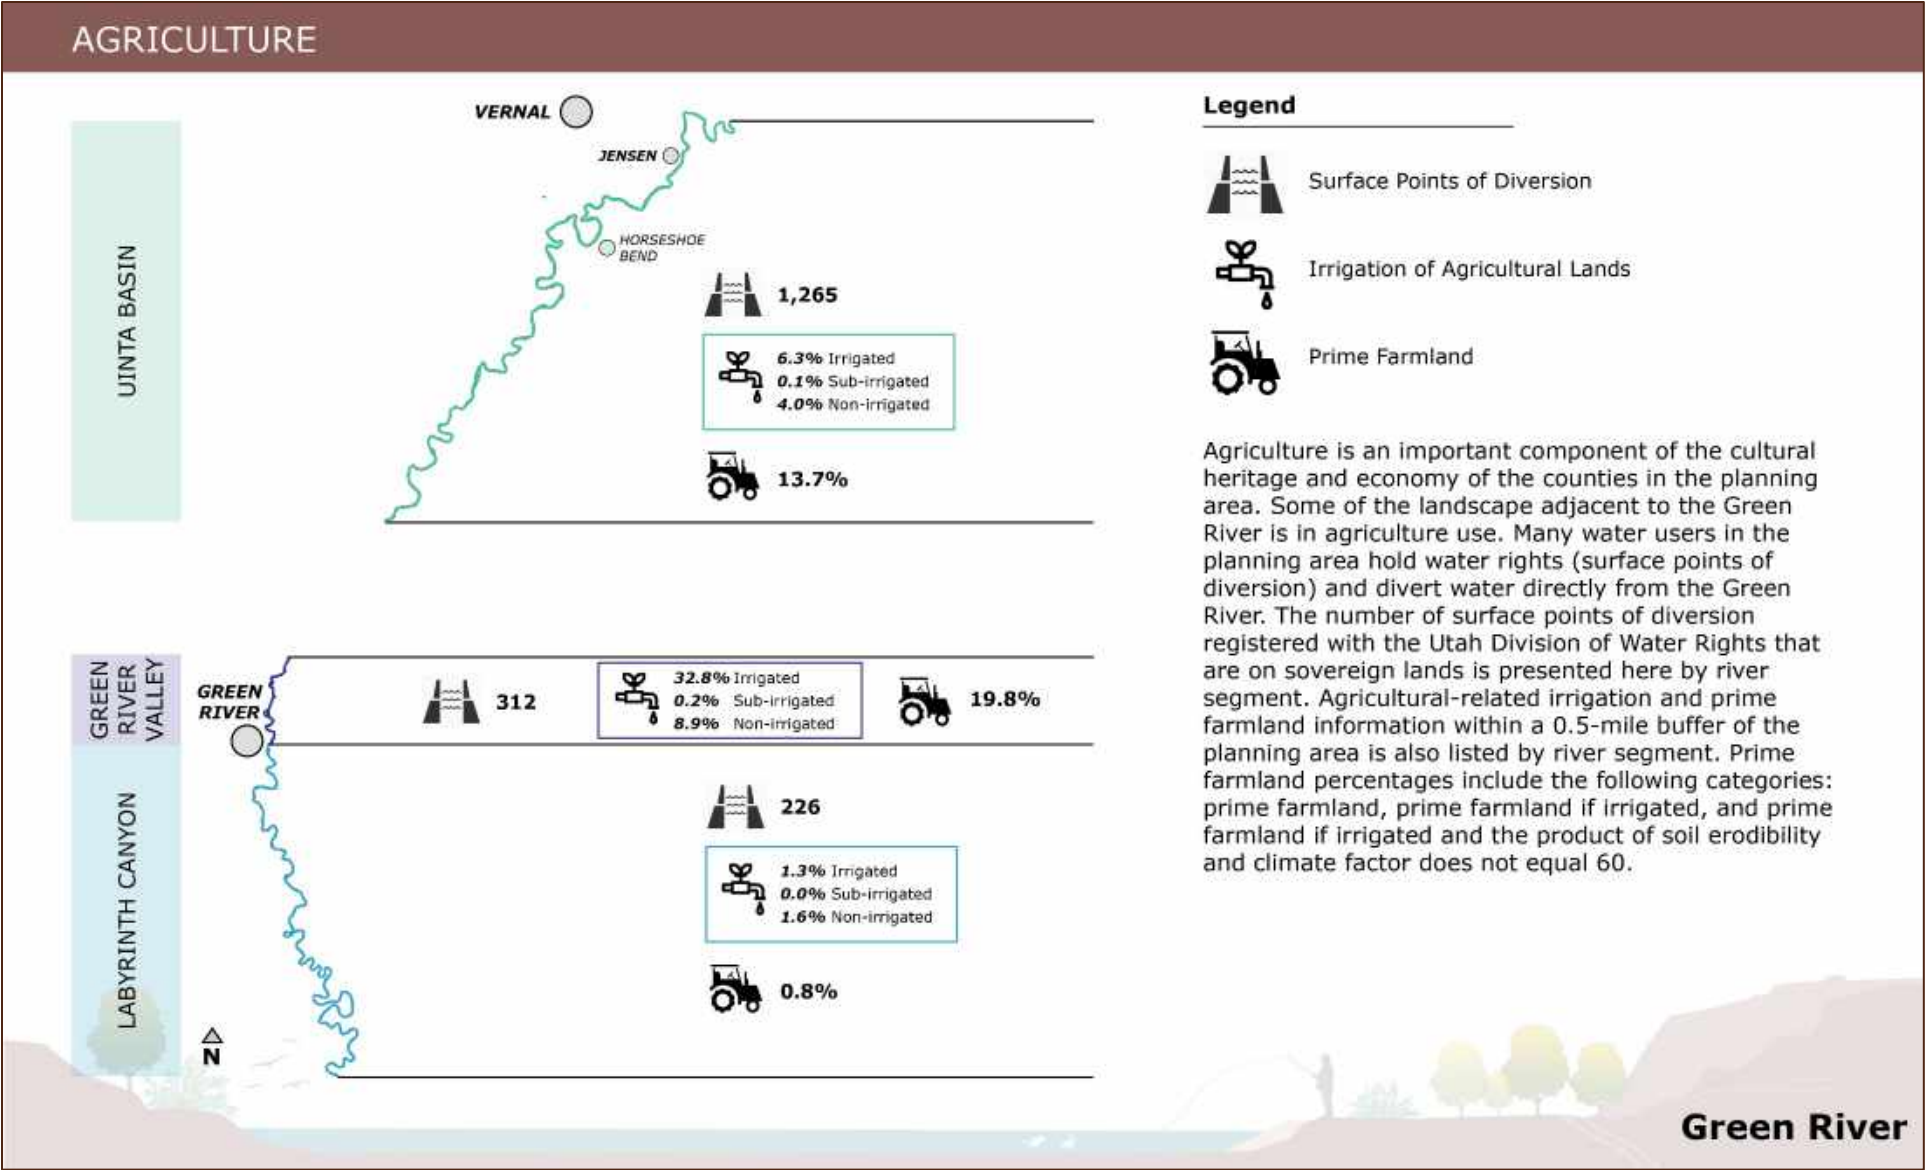 AGRICULTURE
UINTA BASIN
VERNAL
JENSEN
HORSESHOE
BEND
1,265
6.3% Irrigated
0.1% Sub-irrigated
4.0% Non-irrigated
13.7%
GREEN
RIVER
VALLEY
GREEN
RIVER
312
32.8% Irrigated
0.2% Sub-irrigated
8.9% Non-irrigated
19.8%
LABYRINTH CANYON
226
1.3% Irrigated
0.0% Sub-irrigated
1.6% Non-irrigated
0.8%
N
Legend
Surface Points of Diversion
Irrigation of Agricultural Lands
Prime Farmland
Agriculture is an important component of the cultural
heritage and economy of the counties in the planning
area. Some of the landscape adjacent to the Green
River is in agriculture use. Many water users in the
planning area hold water rights (surface points of
diversion) and divert water directly from the Green
River. The number of surface points of diversion
registered with the Utah Division of Water Rights that
are on sovereign lands is presented here by river
segment. Agricultural-related irrigation and prime
farmland information within a 0.5-mile buffer of the
planning area is also listed by river segment. Prime
farmland percentages include the following categories:
prime farmland, prime farmland if irrigated, and prime
farmland if irrigated and the product of soil erodibility
and climate factor does not equal 60.
Green River